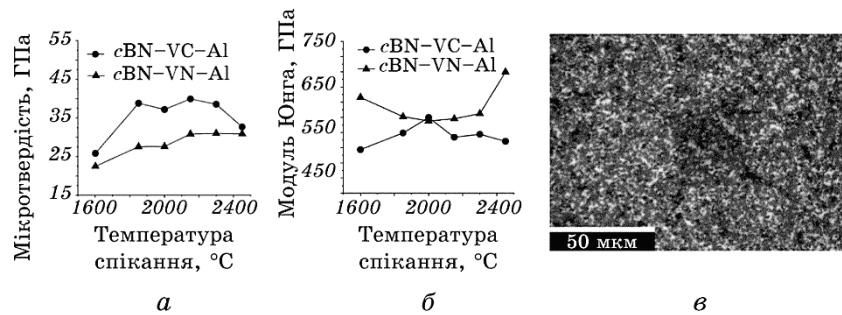 Мікротвердість, ГПа
55
45
35
25
15
cBN–VC–Al
cBN–VN–Al
1600 2000 2400
Температура
спікання, °C
а
Модуль Юнга, ГПа
750
650
550
450
cBN–VC–Al
cBN–VN–Al
1600 2000 2400
Температура
спікання, °C
б
50 мкм
в